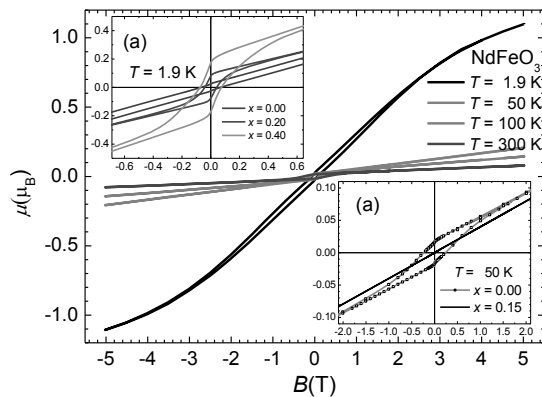 (a)
0.4
0.2
0.0
-0.2
-0.4
T = 1.9 K
x = 0.00
x = 0.20
x = 0.40
-0.6 -0.4 -0.2 0.0 0.2 0.4 0.6
NdFeO3-
T = 1.9 K
T = 50 K
T = 100 K
T = 300 K
1.0
0.5
0.0
-0.5
-1.0
μ(μB)
(a)
0.10
0.05
0.00
-0.05
-0.10
T = 50 K
x = 0.00
x = 0.15
-2.0 -1.5 -1.0 -0.5 0.0 0.5 1.0 1.5 2.0
-5 -4 -3 -2 -1 0 1 2 3 4 5
B(T)